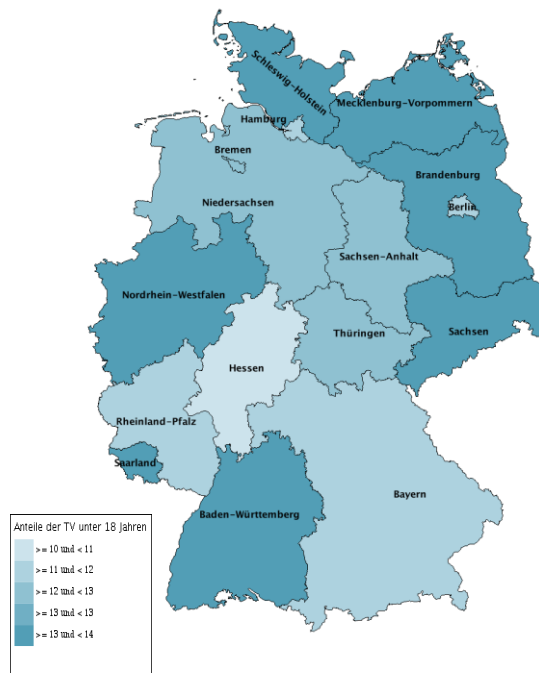 Schleswig-Holstein
Mecklenburg-Vorpommern
Hamburg
Bremen
Brandenburg
Niedersachsen
Berlin
Sachsen-Anhalt
Nordrhein-Westfalen
Thüringen
Sachsen
Hessen
Rheinland-Pfalz
Saarland
Bayern
Baden-Württemberg
Anteile der TV unter 18 Jahren
>= 10 und < 11
>= 11 und < 12
>= 12 und < 13
>= 13 und < 13
>= 13 und < 14